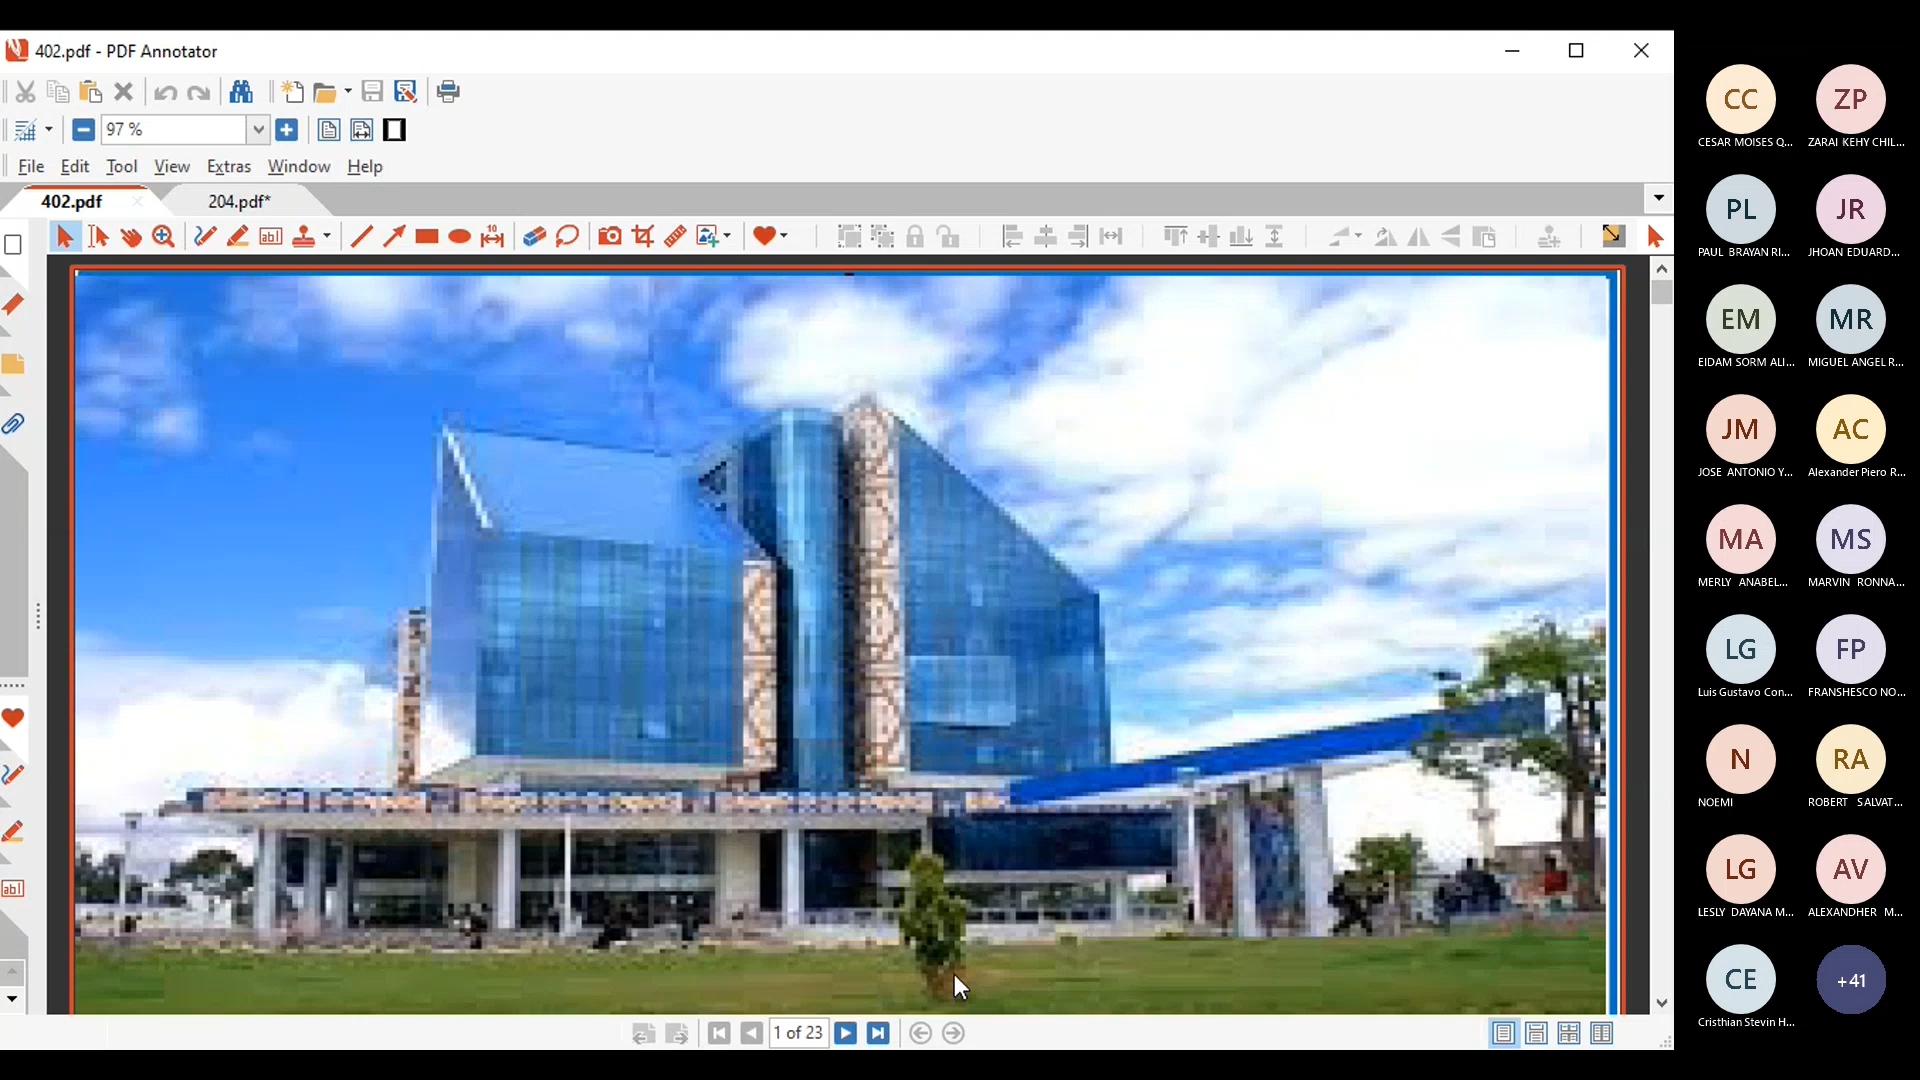 402.pdf - PDF Annotator
97 %
File Edit Tool View Extras Window Help
402.pdf 204.pdf*
abl 10
abl
1 of 23
CC ZP
CESAR MOISES Q... ZARAI KEHY CHIL...
PL JR
PAUL BRAYAN RI... JHOAN EDUARD...
EM MR
EIDAM SORM ALI... MIGUEL ANGEL R...
JM AC
JOSE ANTONIO Y... Alexander Piero R...
MA MS
MERLY ANABEL... MARVIN RONNA...
LG FP
Luis Gustavo Con... FRANSHESCO NO...
N RA
NOEMI ROBERT SALVAT...
LG AV
LESLY DAYANA M... ALEXANDHER M...
CE +41
Cristhian Stevin H...